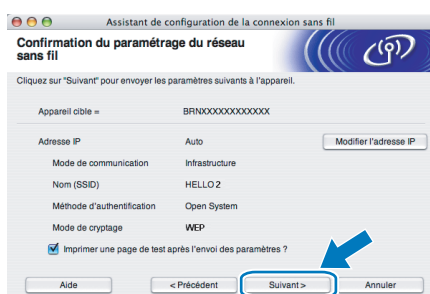 Assistant de configuration de la connexion sans fil
Confirmation du paramétrage du réseau
sans fil
Cliquez sur "Suivant" pour envoyer les paramètres suivants à l'appareil.
Appareil cible = BRNXXXXXXXXXXXX
Adresse IP Auto Modifier l'adresse IP
Mode de communication Infrastructure
Nom (SSID) HELLO 2
Méthode d'authentification Open System
Mode de cryptage WEP
Imprimer une page de test après l'envoi des paramètres ?
Aide < Précédent Suivant > Annuler